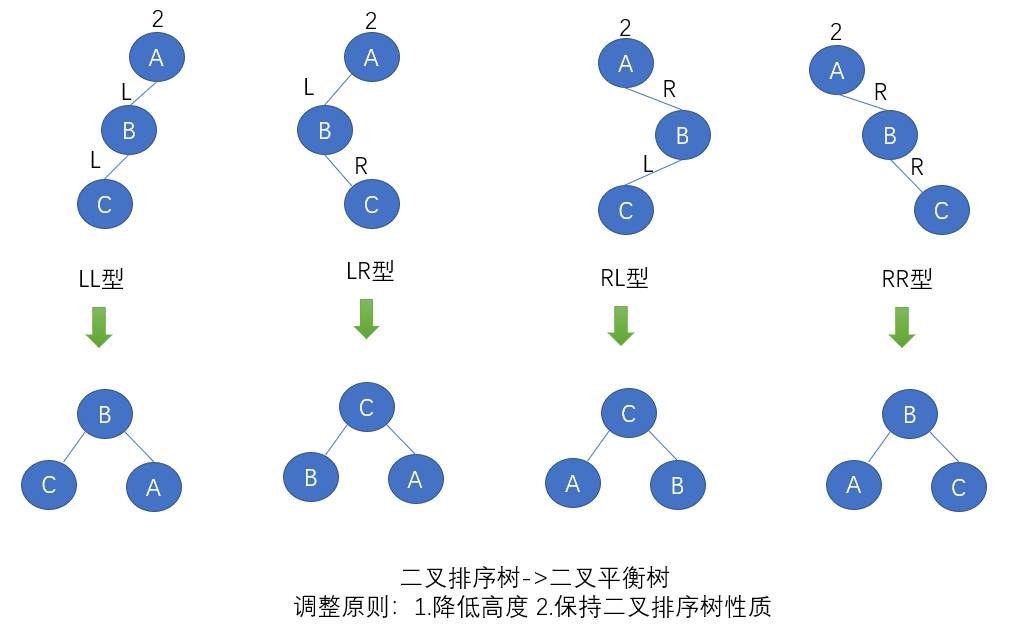 2 2 2 2
A A A A
L L R R
B B B B
L R L R
C C C C
LL型 LR型 RL型 RR型
B C C B
C A B A A B A C
二叉排序树->二叉平衡树
调整原则：1.降低高度 2.保持二叉排序树性质